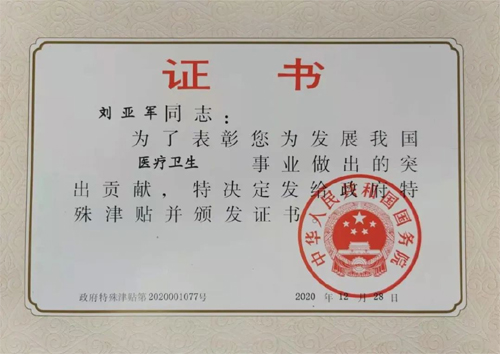 证书
刘亚军同志：
为了表彰您为发展我国
医疗卫生 事业做出的突
出贡献，特决定发给政府特
殊津贴并颁发证书
中华人民共和国国务院
政府特殊津贴第2020001077号
2020 年 12 月 28 日